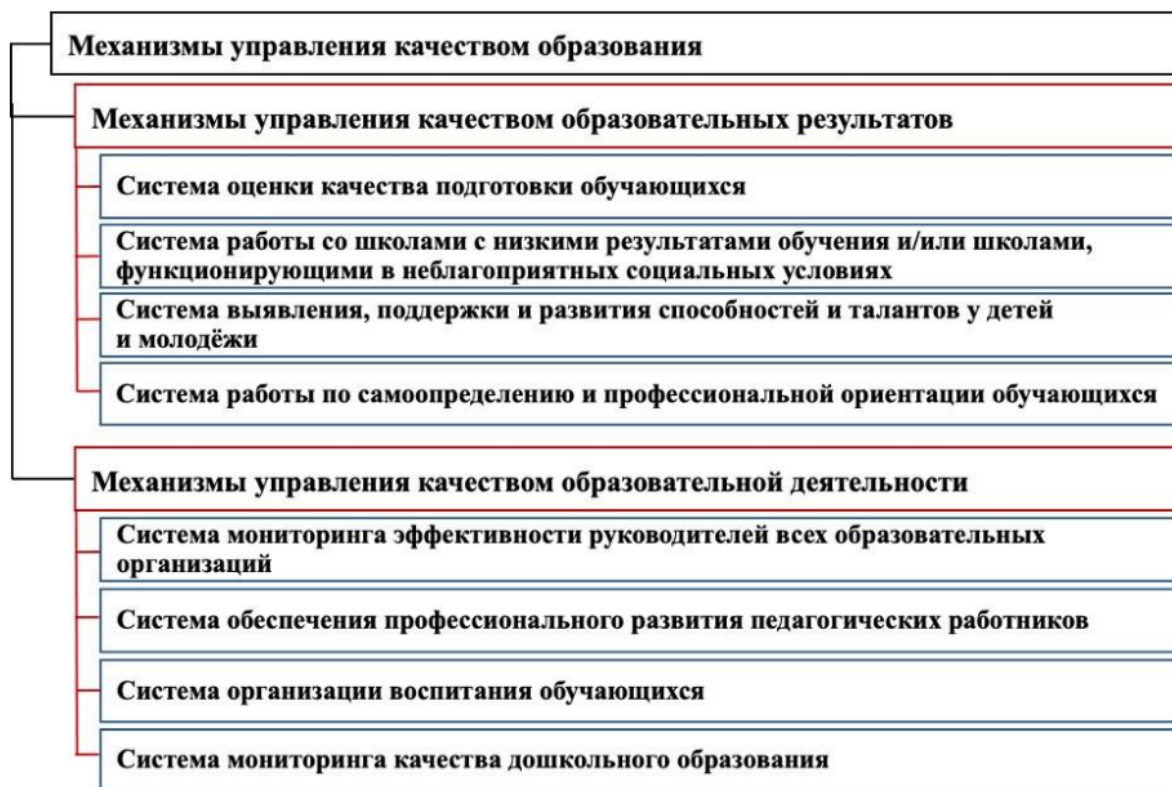 Механизмы управления качеством образования
Механизмы управления качеством образовательных результатов
Система оценки качества подготовки обучающихся
Система работы со школами с низкими результатами обучения и/или школами,
функционирующими в неблагоприятных социальных условиях
Система выявления, поддержки и развития способностей и талантов у детей
и молодёжи
Система работы по самоопределению и профессиональной ориентации обучающихся
Механизмы управления качеством образовательной деятельности
Система мониторинга эффективности руководителей всех образовательных
организаций
Система обеспечения профессионального развития педагогических работников
Система организации воспитания обучающихся
Система мониторинга качества дошкольного образования